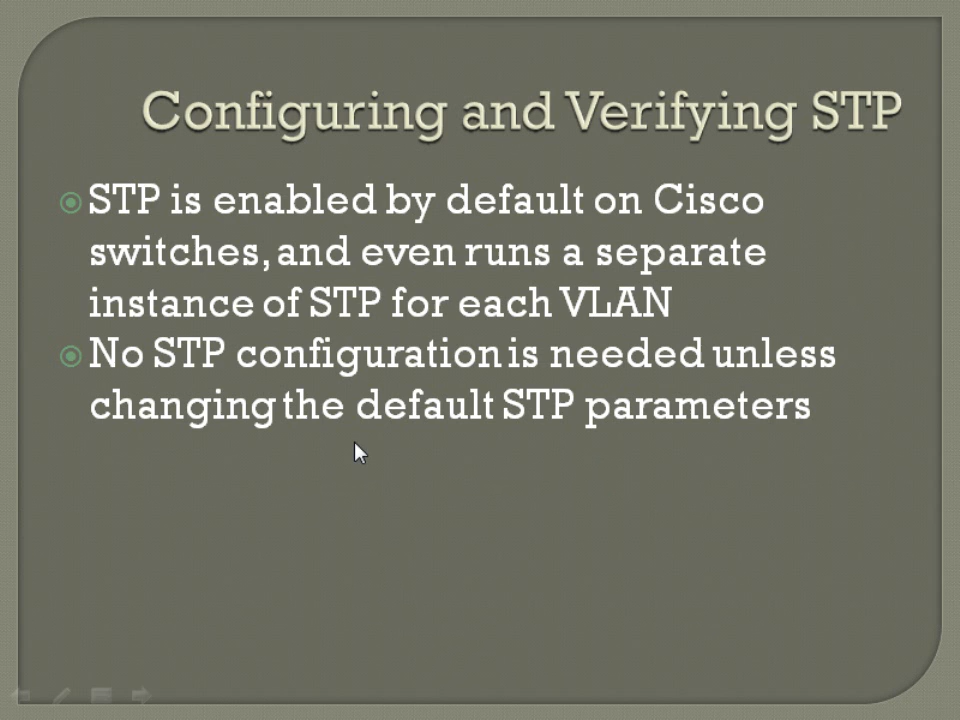 Configuring and Verifying STP
STP is enabled by default on Cisco
switches, and even runs a separate
instance of STP for each VLAN
No STP configuration is needed unless
changing the default STP parameters